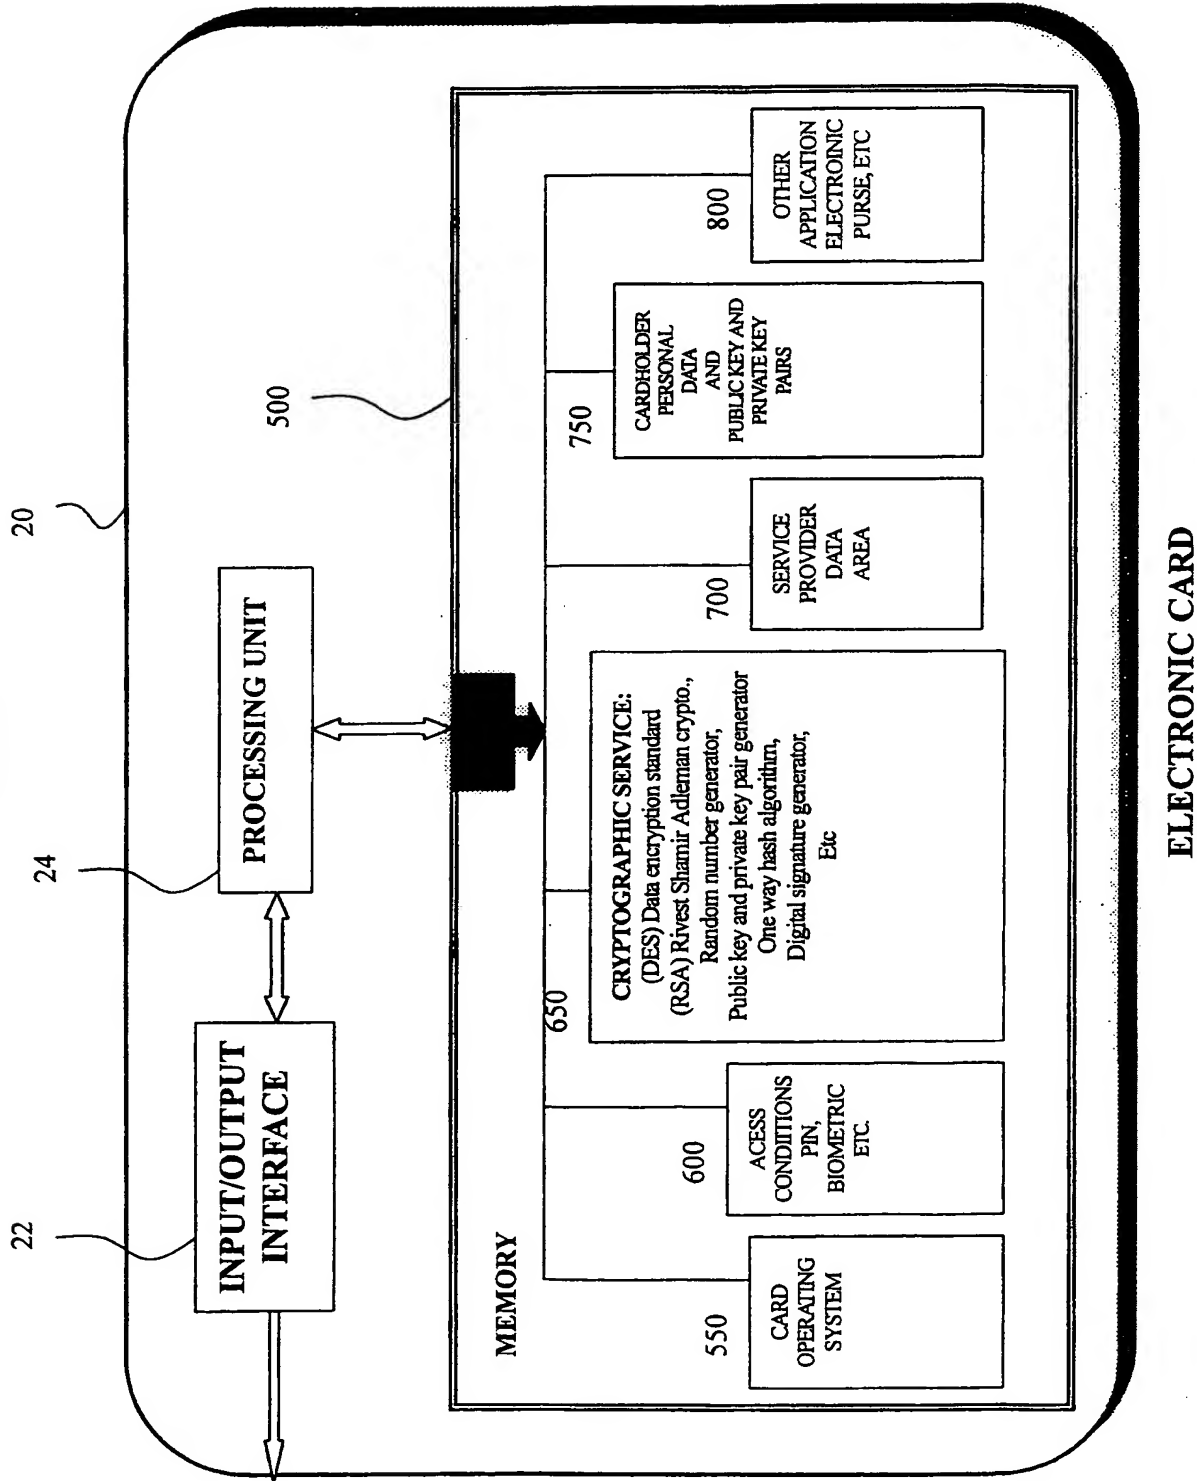 20
22
24
500
INPUT/OUTPUT
INTERFACE
PROCESSING UNIT
MEMORY
550
CARD
OPERATING
SYSTEM
600
ACESS
CONDITIONS
PIN,
BIOMETRIC
ETC.
650
CRYPTOGRAPHIC SERVICE:
(DES) Data encryption standard
(RSA) Rivest Shamir Adleman crypto.,
Random number generator,
Public key and private key pair generator
One way hash algorithm,
Digital signature generator,
Etc
700
SERVICE
PROVIDER
DATA
AREA
750
CARDHOLDER
PERSONAL
DATA
AND
PUBLIC KEY AND
PRIVATE KEY
PAIRS
800
OTHER
APPLICATION
ELECTROINIC
PURSE, ETC
ELECTRONIC CARD